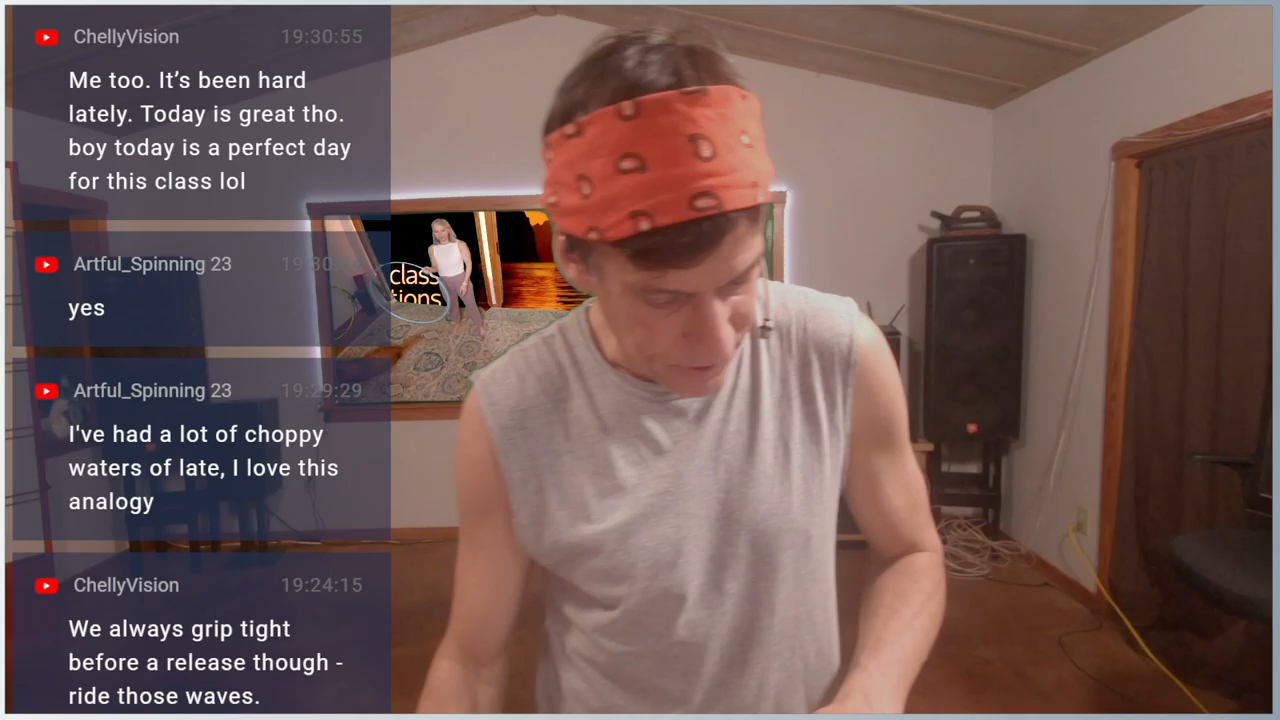 ChellyVision 19:30:55
Me too. It’s been hard
lately. Today is great tho.
boy today is a perfect day
for this class lol
Artful_Spinning 23
yes
Artful_Spinning 23 19:29:29
I've had a lot of choppy
waters of late, I love this
analogy
ChellyVision 19:24:15
We always grip tight
before a release though -
ride those waves.
class
tions